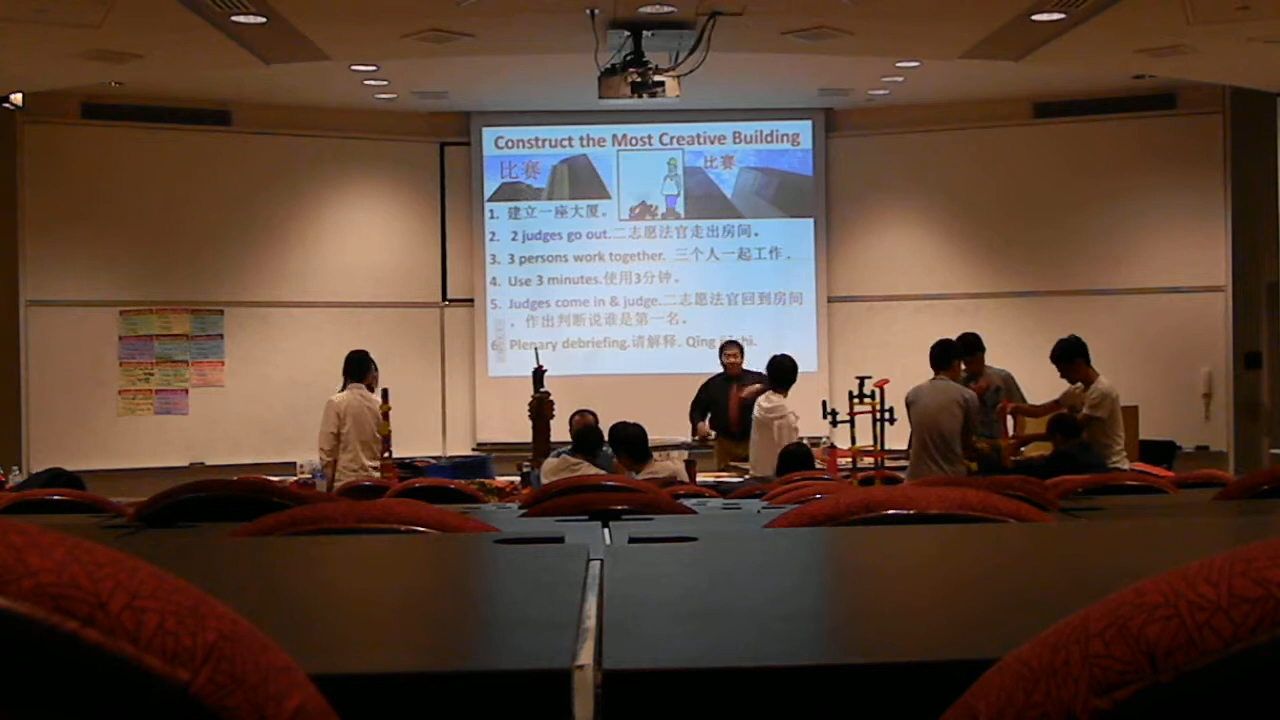 Construct the Most Creative Building
比赛
比赛
1. 建立一座大厦。
2. 2 judges go out.二志愿法官走出房间。
3. 3 persons work together. 三个人一起工作.
4. Use 3 minutes.使用3分钟。
5. Judges come in & judge.二志愿法官回到房间
，作出判断说谁是第一名。
6. Plenary debriefing.请解释. Qǐng